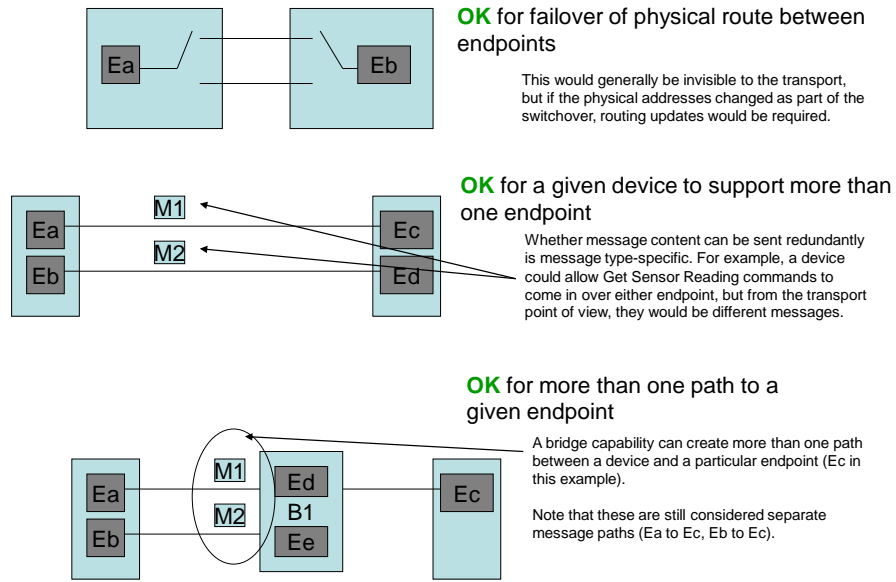 OK for failover of physical route between
endpoints
Ea
Eb
This would generally be invisible to the transport,
but if the physical addresses changed as part of the
switchover, routing updates would be required.
OK for a given device to support more than
one endpoint
M1
Ea
Ec
M2
Eb
Ed
Whether message content can be sent redundantly
is message type-specific. For example, a device
could allow Get Sensor Reading commands to
come in over either endpoint, but from the transport
point of view, they would be different messages.
OK for more than one path to a
given endpoint
M1
Ea
Ed
Ec
M2
B1
Eb
Ee
A bridge capability can create more than one path
between a device and a particular endpoint (Ec in
this example).
Note that these are still considered separate
message paths (Ea to Ec, Eb to Ec).